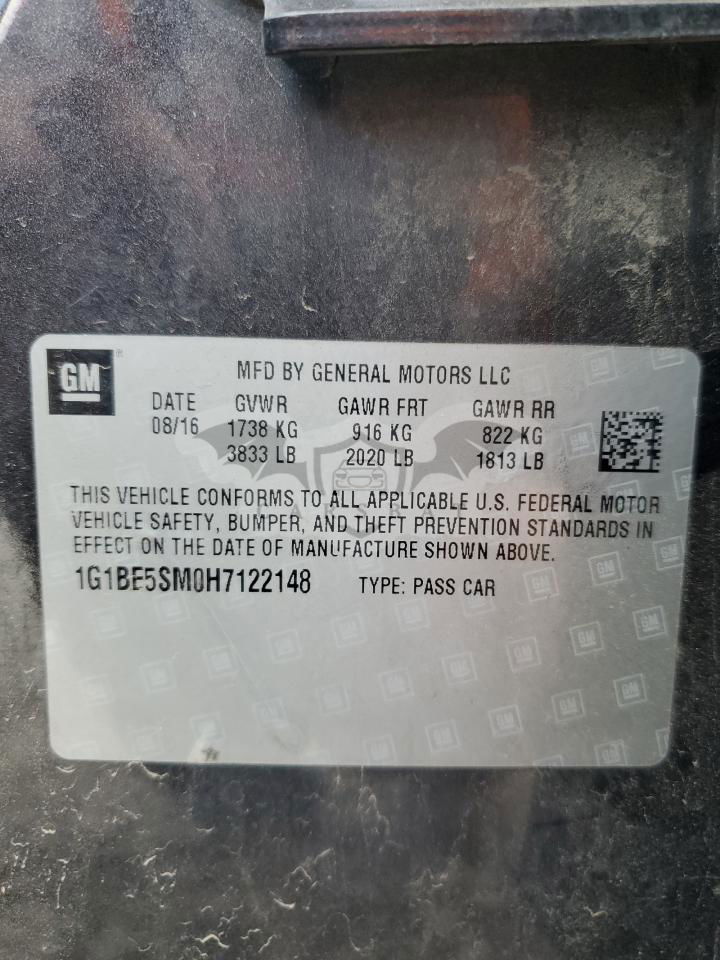 GM ®
MFD BY GENERAL MOTORS LLC
DATE GVWR GAWR FRT GAWR RR
08/16 1738 KG 916 KG 822 KG
3833 LB 2020 LB 1813 LB
THIS VEHICLE CONFORMS TO ALL APPLICABLE U.S. FEDERAL MOTOR
VEHICLE SAFETY, BUMPER, AND THEFT PREVENTION STANDARDS IN
EFFECT ON THE DATE OF MANUFACTURE SHOWN ABOVE.
1G1BE5SM0H7122148 TYPE: PASS CAR